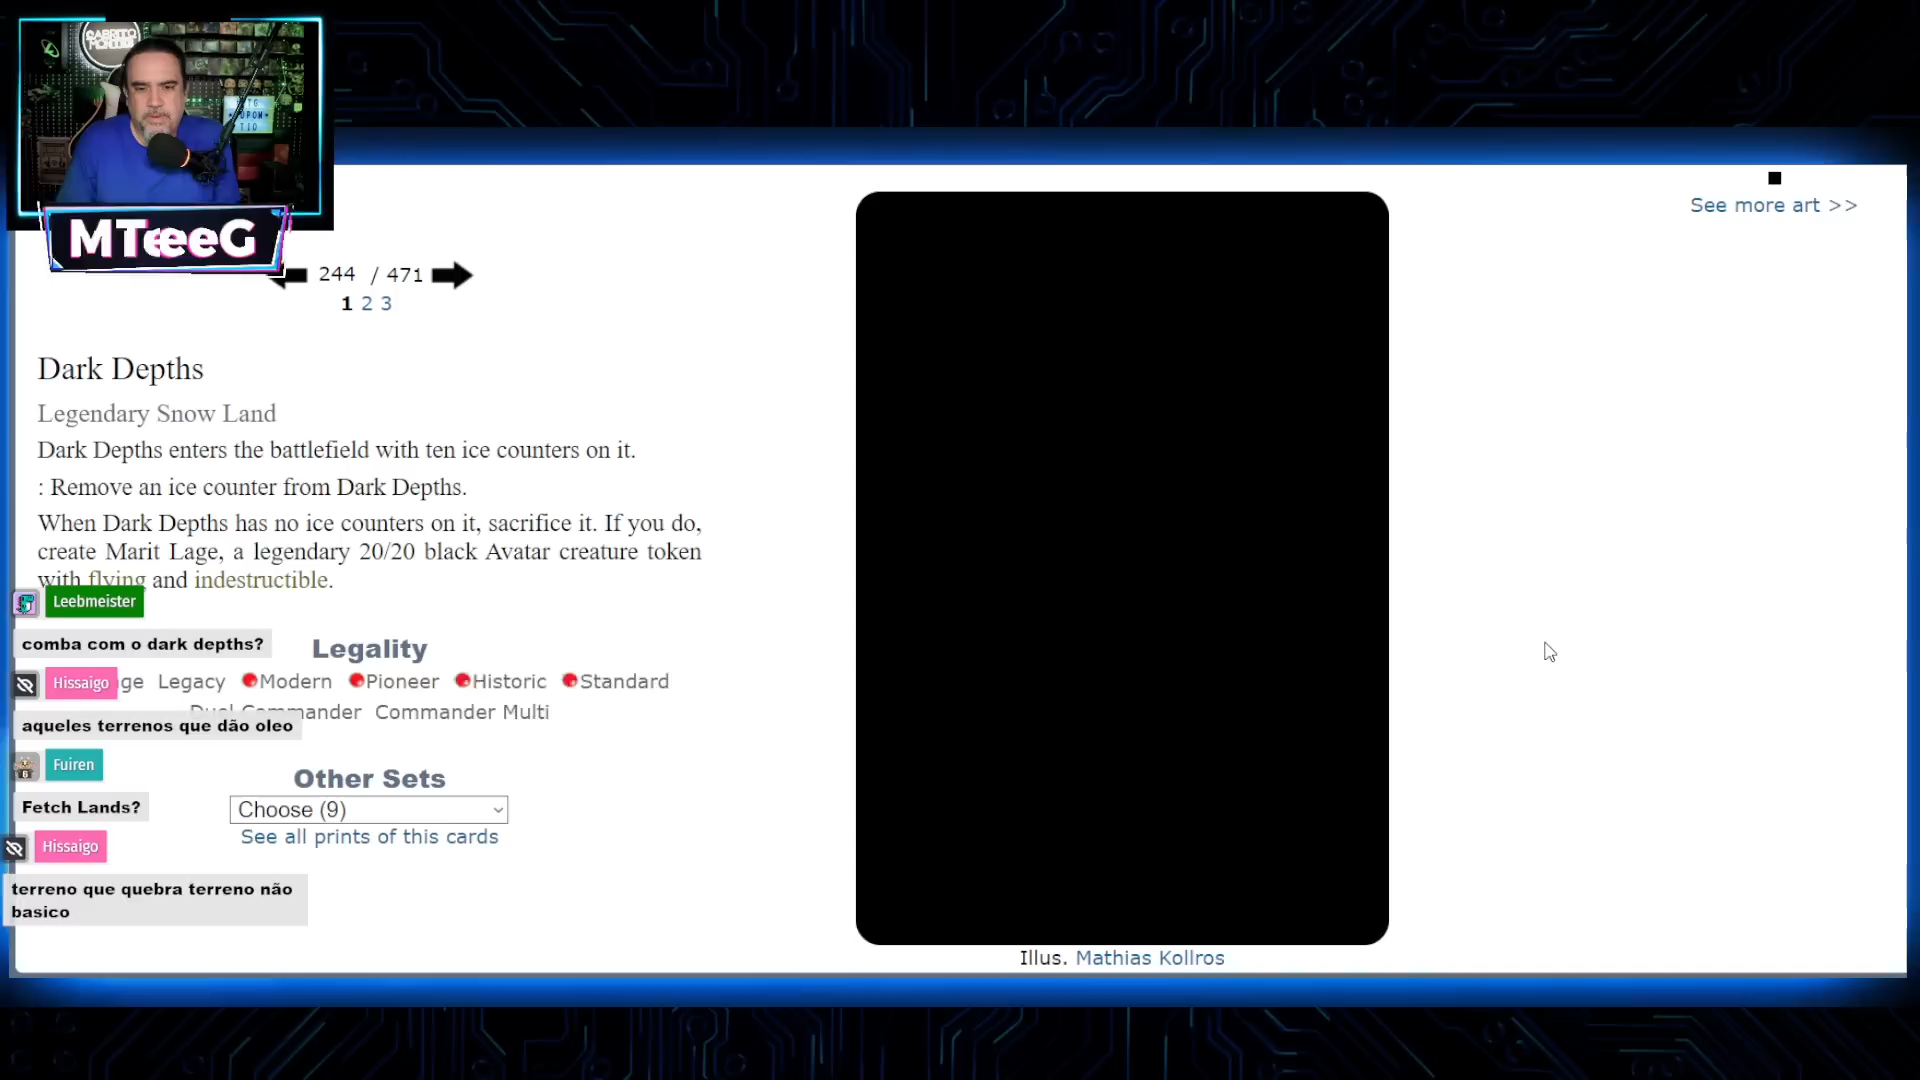 MTeeeG
244 / 471
1 2 3
See more art >>
Dark Depths
Legendary Snow Land
Dark Depths enters the battlefield with ten ice counters on it.
: Remove an ice counter from Dark Depths.
When Dark Depths has no ice counters on it, sacrifice it. If you do,
create Marit Lage, a legendary 20/20 black Avatar creature token
with flying and indestructible.
Leebmeister
comba com o dark depths?
Legality
Hissaigo
Legacy Modern Pioneer Historic Standard
Commander Multi
aqueles terrenos que dão oleo
Fuiren
Other Sets
Fetch Lands?
Choose (9)
See all prints of this cards
Hissaigo
terreno que quebra terreno não
basico
Illus. Mathias Kollros